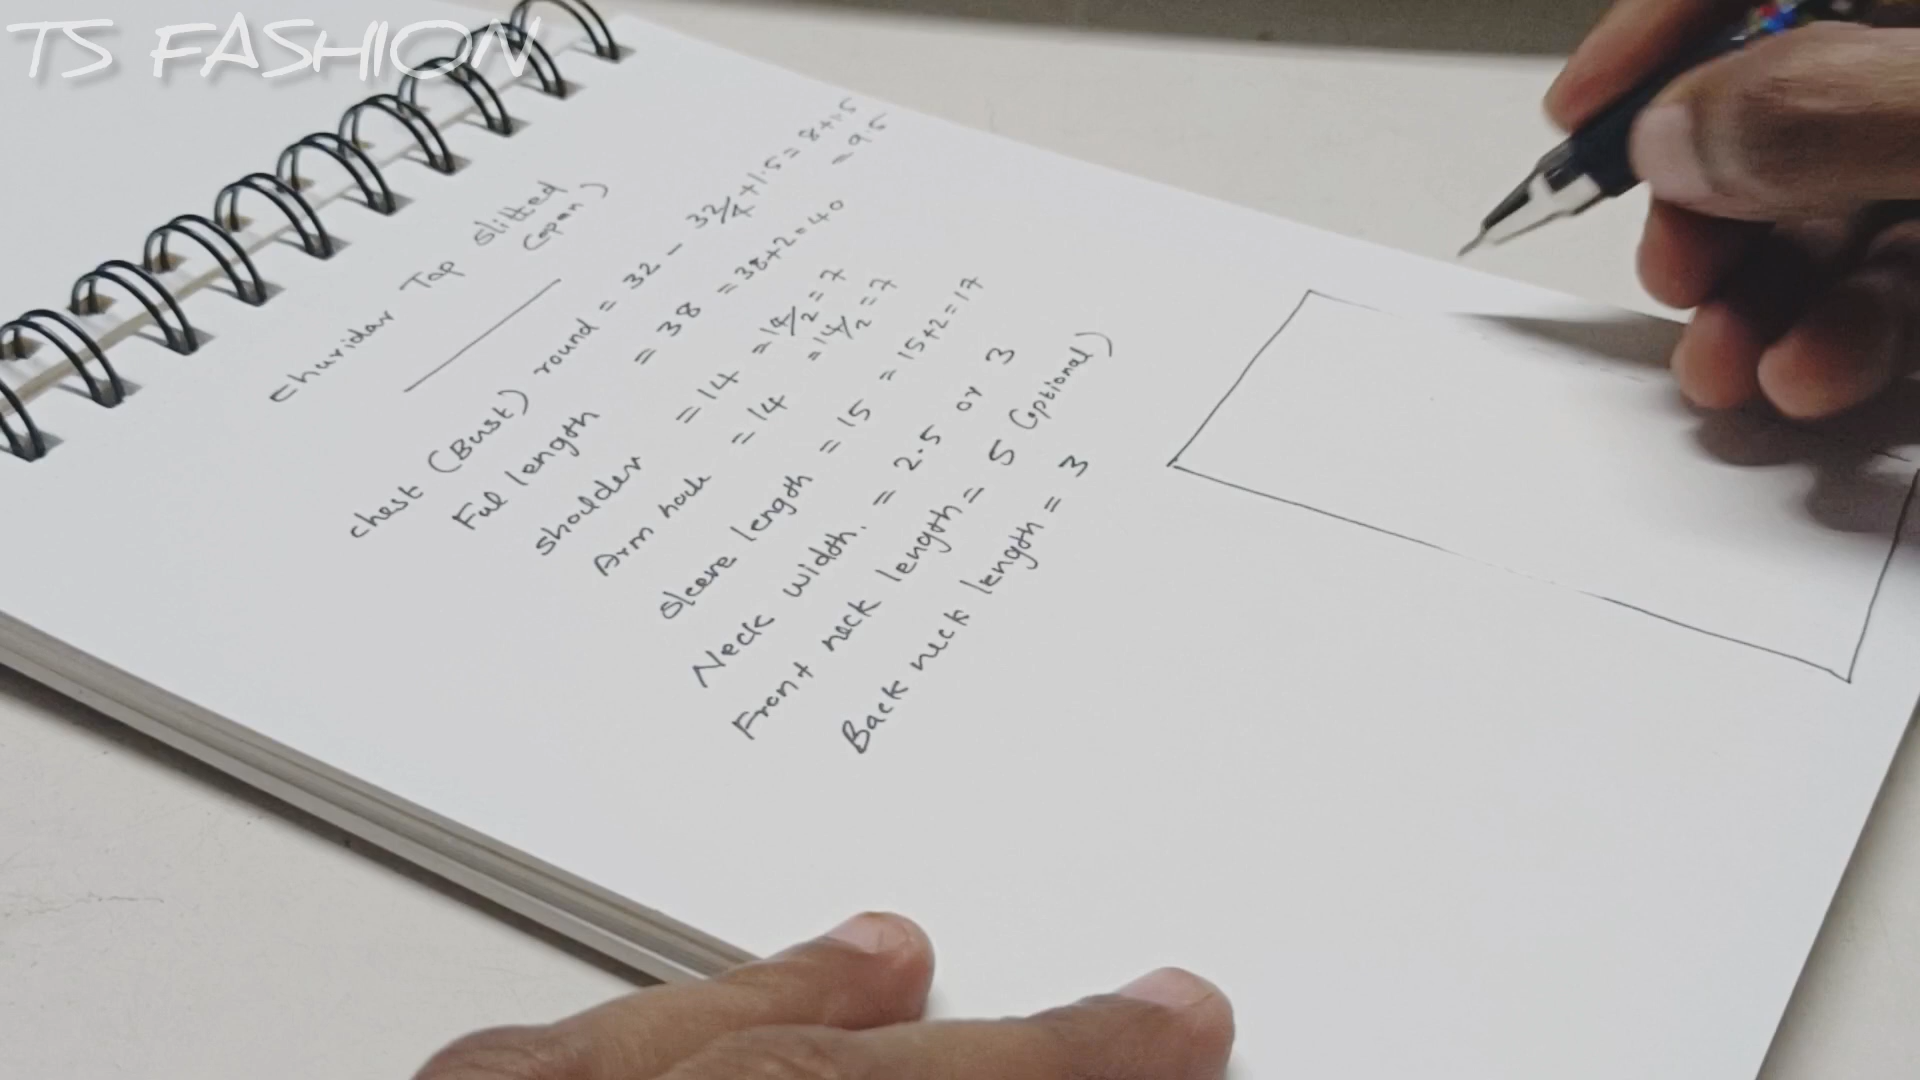 TS FASHION
churidar Top slitted
(open)
chest (Bust) round = 32 - 32/4 + 1.5 = 8+1.5
= 9.5
Ful length = 38 = 38+2=40
shoulder = 14 = 14/2 = 7
Arm hole = 14 = 14/2 = 7
sleeve length = 15 = 15+2=17
Neck width. = 2.5 or 3
Front neck length = 5 (optional)
Back neck length = 3